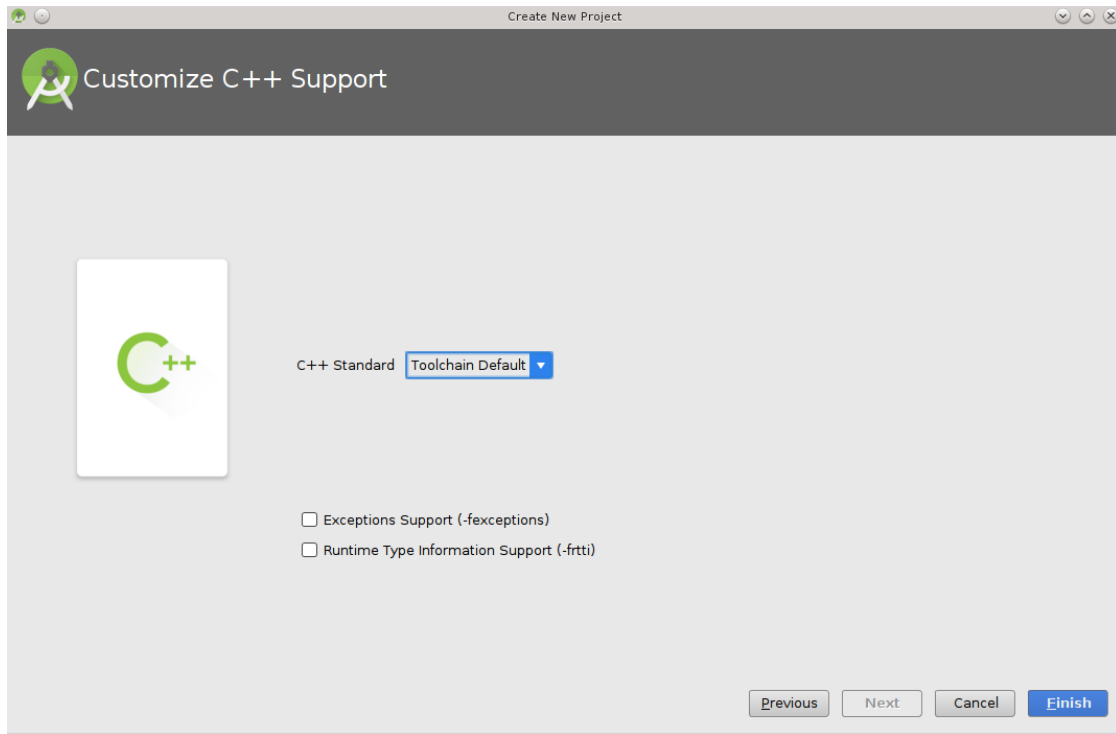 Create New Project
Customize C++ Support
C++
C++ Standard Toolchain Default
Exceptions Support (-fexceptions)
Runtime Type Information Support (-frtti)
Previous Next Cancel Finish